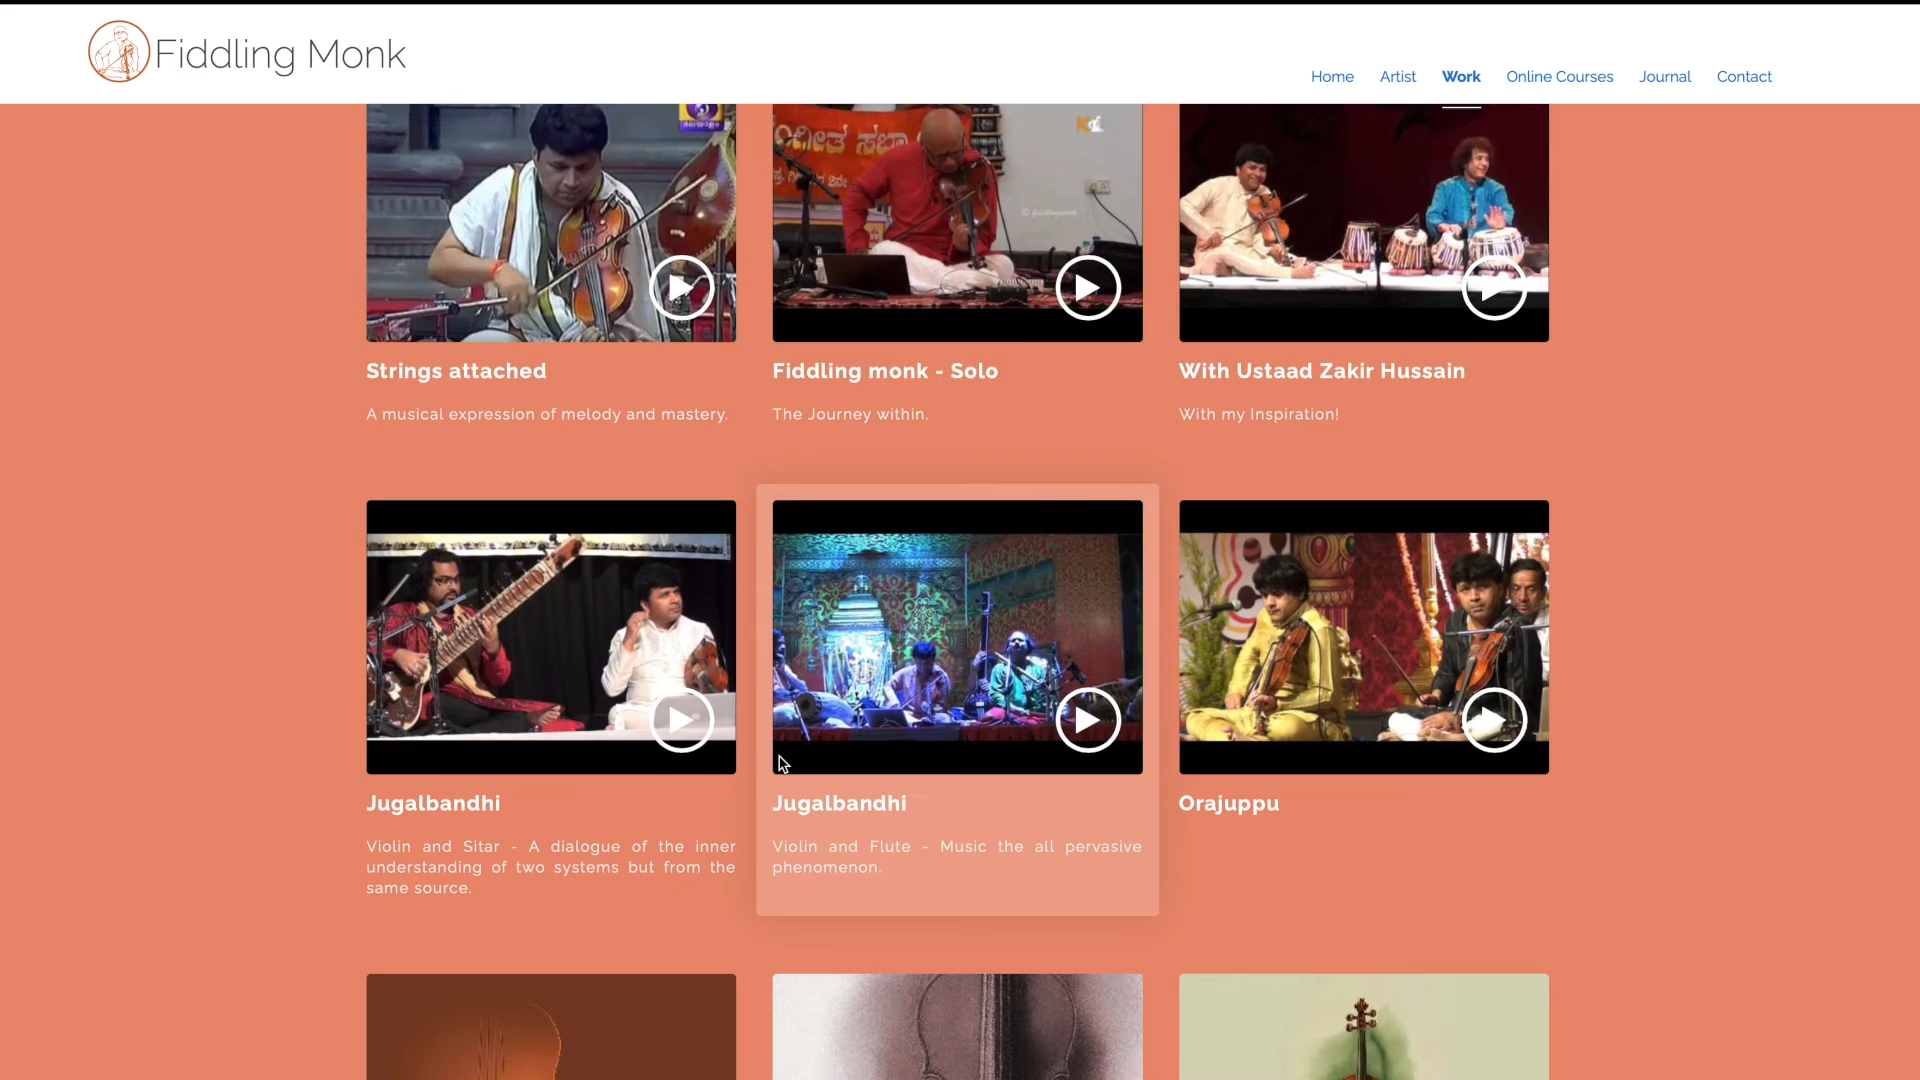 Fiddling Monk
Home
Artist
Work
Online Courses
Journal
Contact
മലയാളം
© fiddlingmonk
Strings attached
Fiddling monk - Solo
With Ustaad Zakir Hussain
A musical expression of melody and mastery.
The Journey within.
With my Inspiration!
Jugalbandhi
Jugalbandhi
Orajuppu
Violin and Sitar - A dialogue of the inner
understanding of two systems but from the
same source.
Violin and Flute - Music the all pervasive
phenomenon.